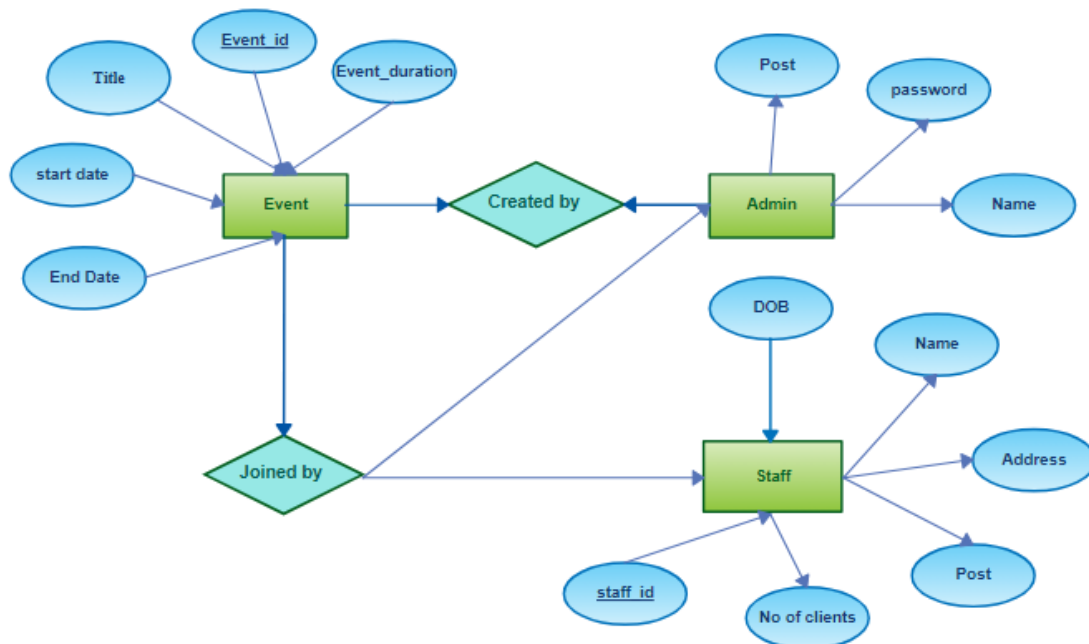 Event_id
Post
Title
Event_duration
password
start date
Event
Created by
Admin
Name
End Date
DOB
Name
Joined by
Staff
Address
staff_id
No of clients
Post